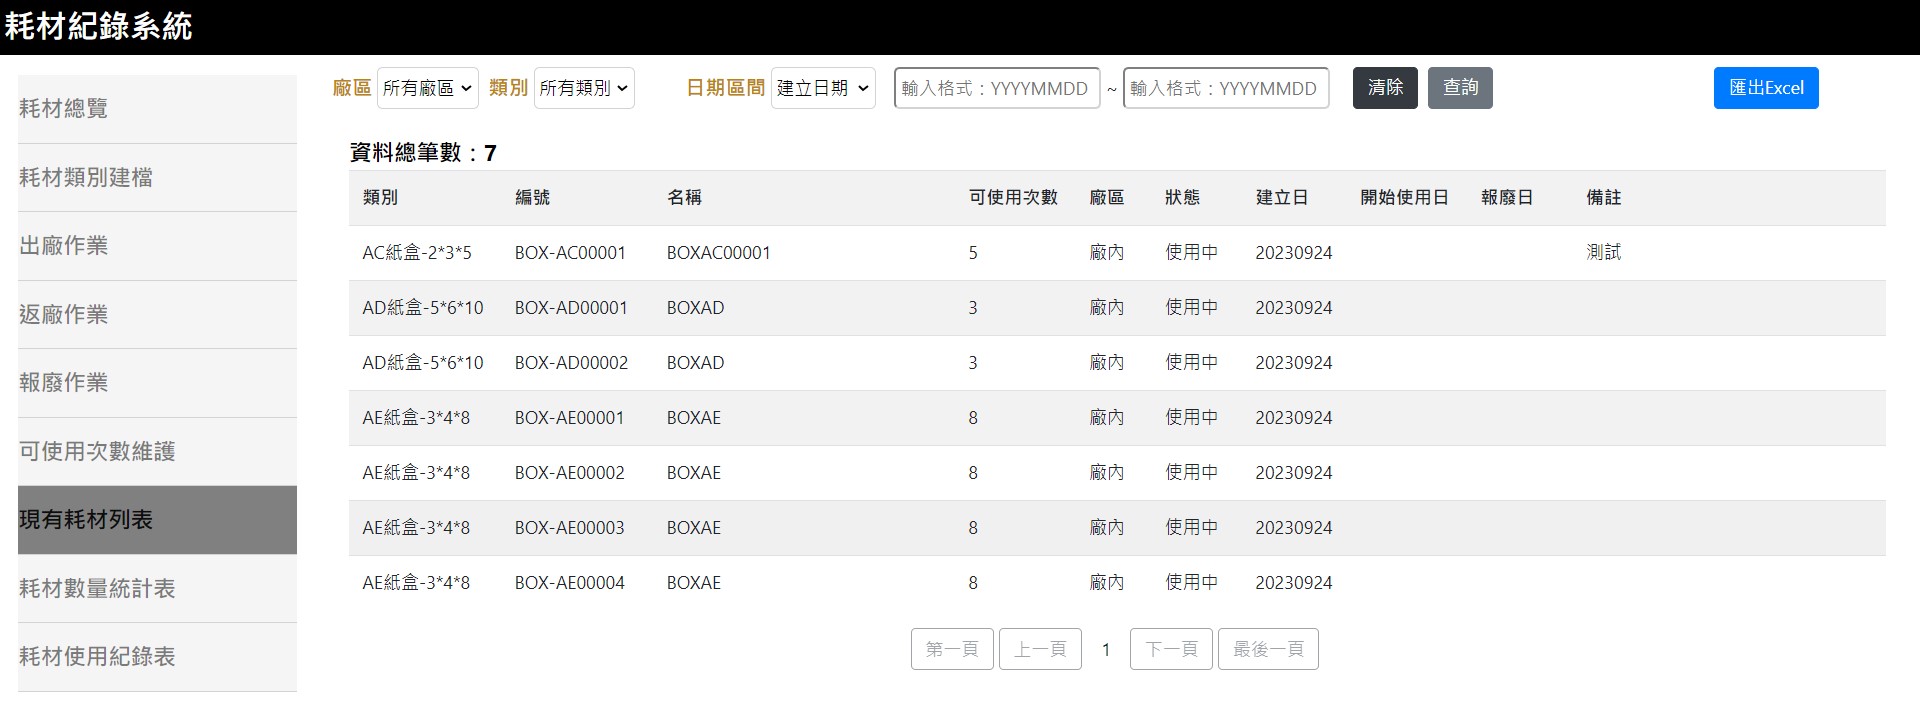 耗材紀錄系統
耗材總覽
耗材類別建檔
出廠作業
返廠作業
報廢作業
可使用次數維護
現有耗材列表
耗材數量統計表
耗材使用紀錄表
廠區 所有廠區 類別 所有類別 日期區間 建立日期 輸入格式：YYYYMMDD ~ 輸入格式：YYYYMMDD 清除 查詢 匯出Excel
資料總筆數：7
類別 編號 名稱 可使用次數 廠區 狀態 建立日 開始使用日 報廢日 備註
AC紙盒-2*3*5 BOX-AC00001 BOXAC00001 5 廠內 使用中 20230924 測試
AD紙盒-5*6*10 BOX-AD00001 BOXAD 3 廠內 使用中 20230924
AD紙盒-5*6*10 BOX-AD00002 BOXAD 3 廠內 使用中 20230924
AE紙盒-3*4*8 BOX-AE00001 BOXAE 8 廠內 使用中 20230924
AE紙盒-3*4*8 BOX-AE00002 BOXAE 8 廠內 使用中 20230924
AE紙盒-3*4*8 BOX-AE00003 BOXAE 8 廠內 使用中 20230924
AE紙盒-3*4*8 BOX-AE00004 BOXAE 8 廠內 使用中 20230924
第一頁 上一頁 1 下一頁 最後一頁